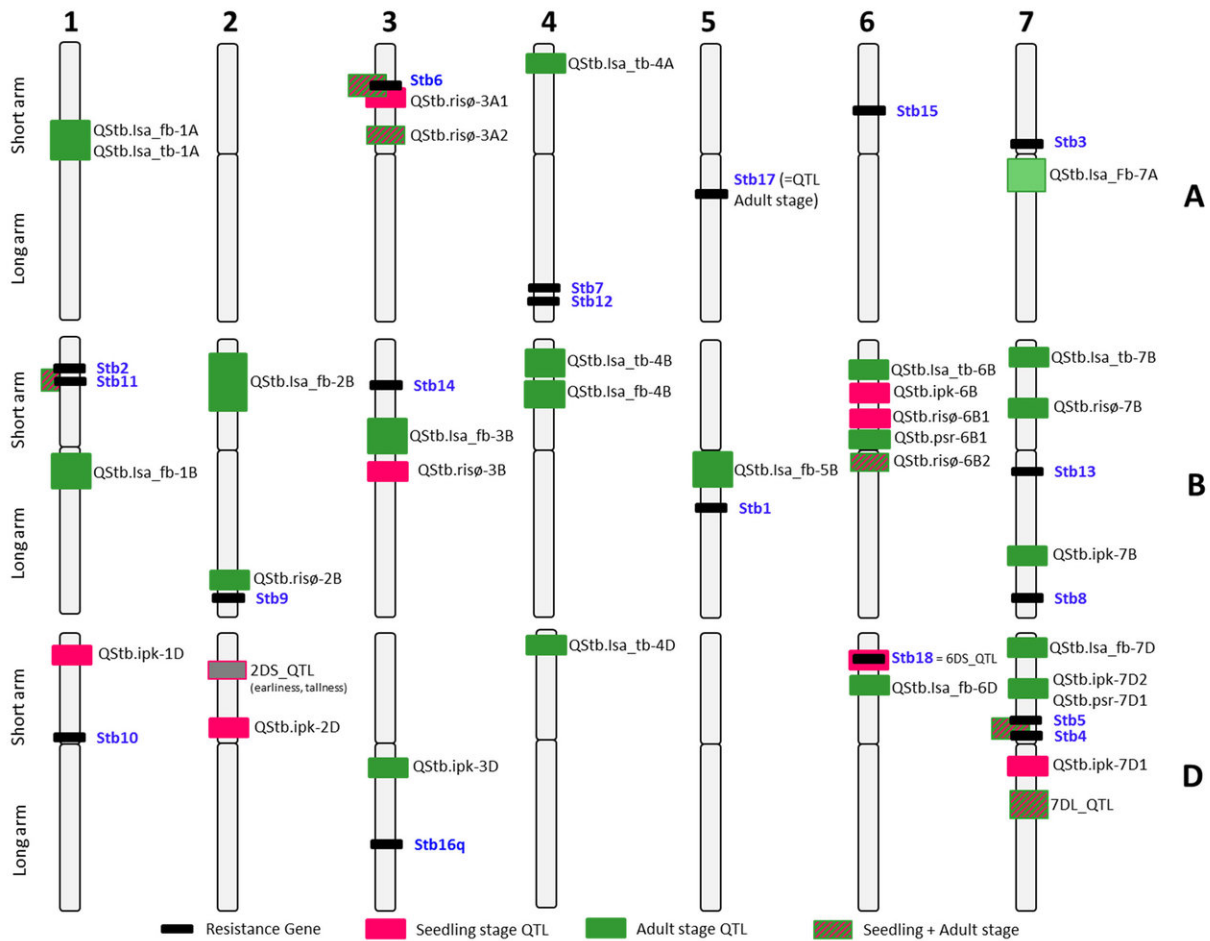 1 2 3 4 5 6 7
Short arm
Long arm
A
QStb.lsa_fb-1A
QStb.lsa_tb-1A
Stb6
QStb.risø-3A1
QStb.risø-3A2
QStb.lsa_tb-4A
Stb7
Stb12
Stb17 (=QTL
Adult stage)
Stb15
Stb3
QStb.lsa_Fb-7A
Short arm
Long arm
B
Stb2
Stb11
QStb.lsa_fb-1B
QStb.lsa_fb-2B
QStb.risø-2B
Stb9
Stb14
QStb.lsa_fb-3B
QStb.risø-3B
QStb.lsa_tb-4B
QStb.lsa_fb-4B
QStb.lsa_fb-5B
Stb1
QStb.lsa_tb-6B
QStb.ipk-6B
QStb.risø-6B1
QStb.psr-6B1
QStb.risø-6B2
QStb.lsa_tb-7B
QStb.risø-7B
Stb13
QStb.ipk-7B
Stb8
Short arm
Long arm
D
QStb.ipk-1D
Stb10
2DS_QTL
(earliness, tallness)
QStb.ipk-2D
QStb.ipk-3D
Stb16q
QStb.lsa_tb-4D
Stb18 = 6DS_QTL
QStb.lsa_fb-6D
QStb.lsa_fb-7D
QStb.ipk-7D2
QStb.psr-7D1
Stb5
Stb4
QStb.ipk-7D1
7DL_QTL
Resistance Gene
Seedling stage QTL
Adult stage QTL
Seedling + Adult stage